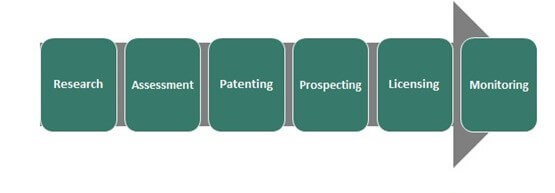 Research
Assessment
Patenting
Prospecting
Licensing
Monitoring